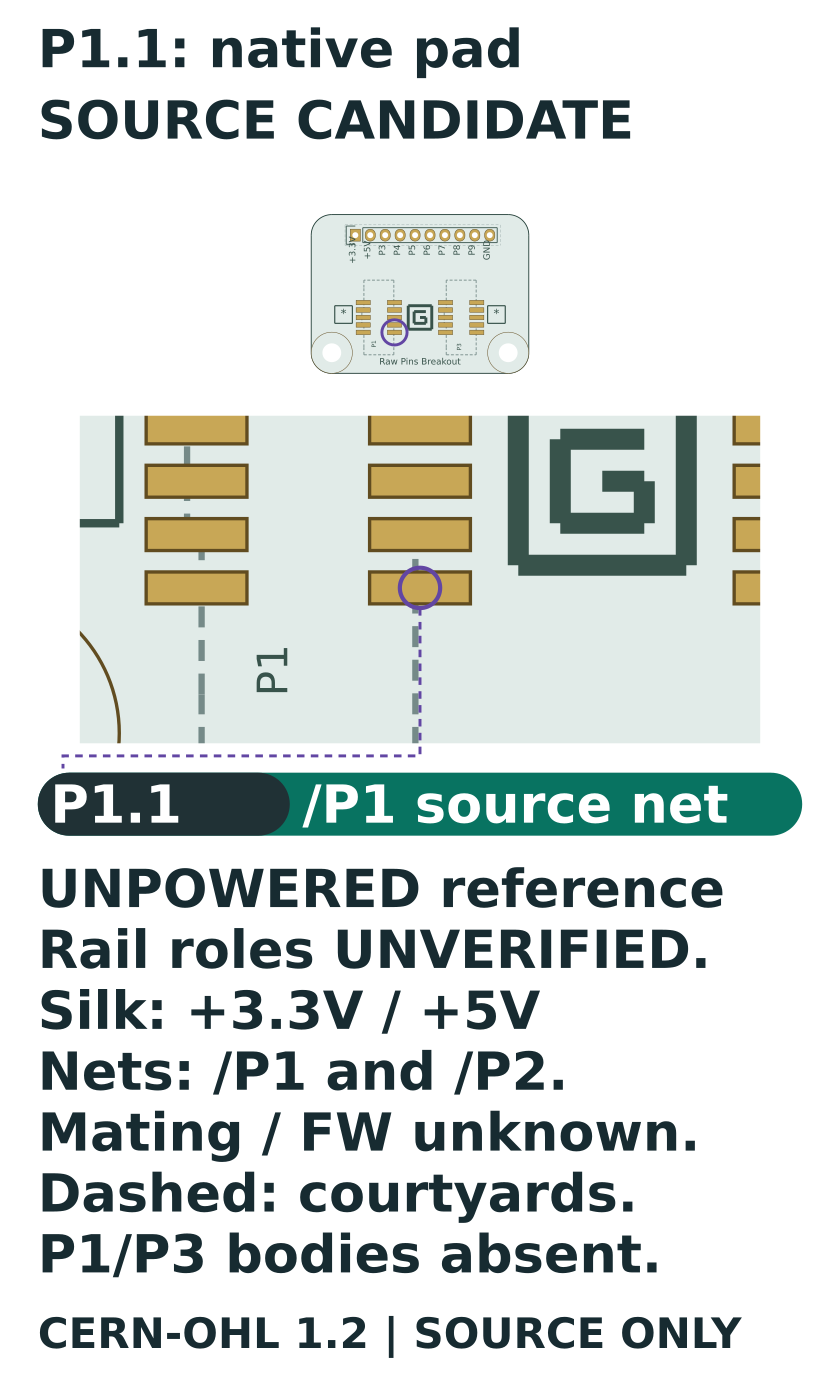 P1.1: native pad
SOURCE CANDIDATE
+3.3V +5V P3 P4 P5 P6 P7 P8 P9 GND
* *
P1 P3
Raw Pins Breakout
P1
P1.1 /P1 source net
UNPOWERED reference
Rail roles UNVERIFIED.
Silk: +3.3V / +5V
Nets: /P1 and /P2.
Mating / FW unknown.
Dashed: courtyards.
P1/P3 bodies absent.
CERN-OHL 1.2 | SOURCE ONLY